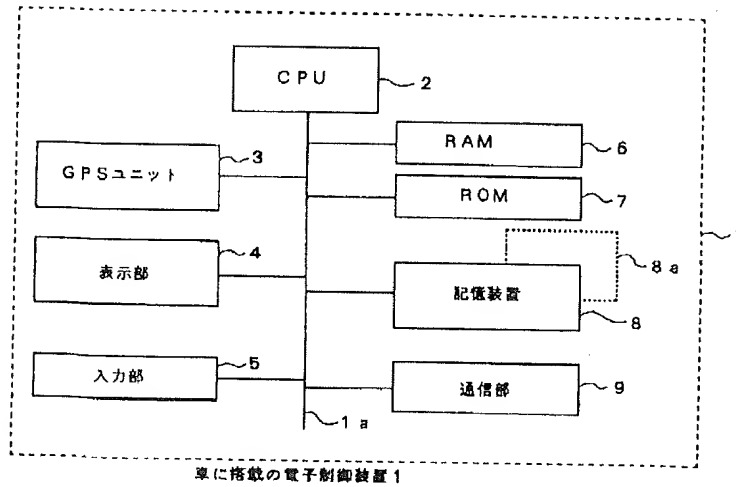 CPU
2
RAM
6
GPSユニット
3
ROM
7
表示部
4
8a
記憶装置
8
入力部
5
通信部
9
1a
車に搭載の電子制御装置1